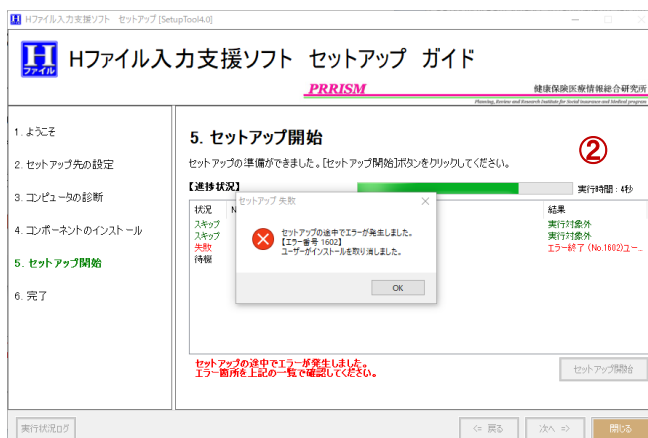 Hファイル入力支援ソフト セットアップ [SetupTool4.0]
H
ファイル
Hファイル入力支援ソフト セットアップ ガイド
PRRISM
健康保険医療情報総合研究所
Planning, Review and Research Institute for Social insurance and Medical program
1. ようこそ
2. セットアップ先の設定
3. コンピュータの診断
4. コンポーネントのインストール
5. セットアップ開始
6. 完了
5. セットアップ開始
セットアップの準備ができました。[セットアップ開始]ボタンをクリックしてください。
②
【進捗状況】
実行時間 : 4秒
状況 N
結果
スキップ
実行対象外
スキップ
実行対象外
失敗
エラー終了 (No.1602)ユー...
待機
セットアップ 失敗
セットアップの途中でエラーが発生しました。
【エラー番号 1602】
ユーザーがインストールを取り消しました。
OK
セットアップの途中でエラーが発生しました。
エラー箇所を上記の一覧で確認してください。
セットアップ開始
実行状況ログ
<= 戻る
次へ =>
閉じる